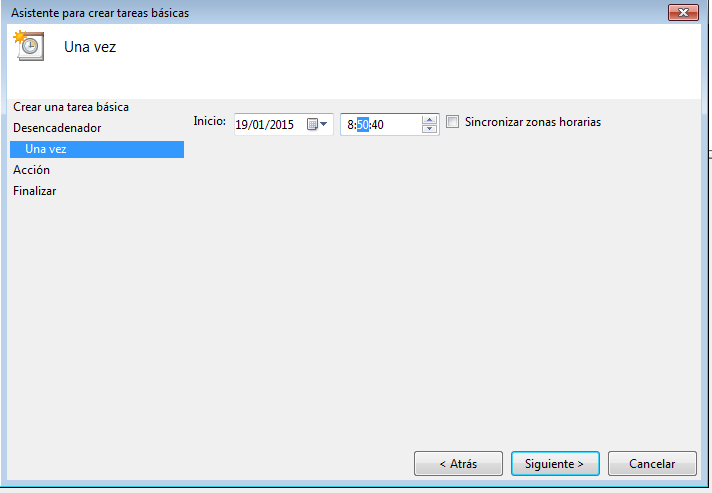 Asistente para crear tareas básicas
Una vez
Crear una tarea básica
Desencadenador
Una vez
Acción
Finalizar
Inicio: 19/01/2015 8:50:40 Sincronizar zonas horarias
< Atrás Siguiente > Cancelar